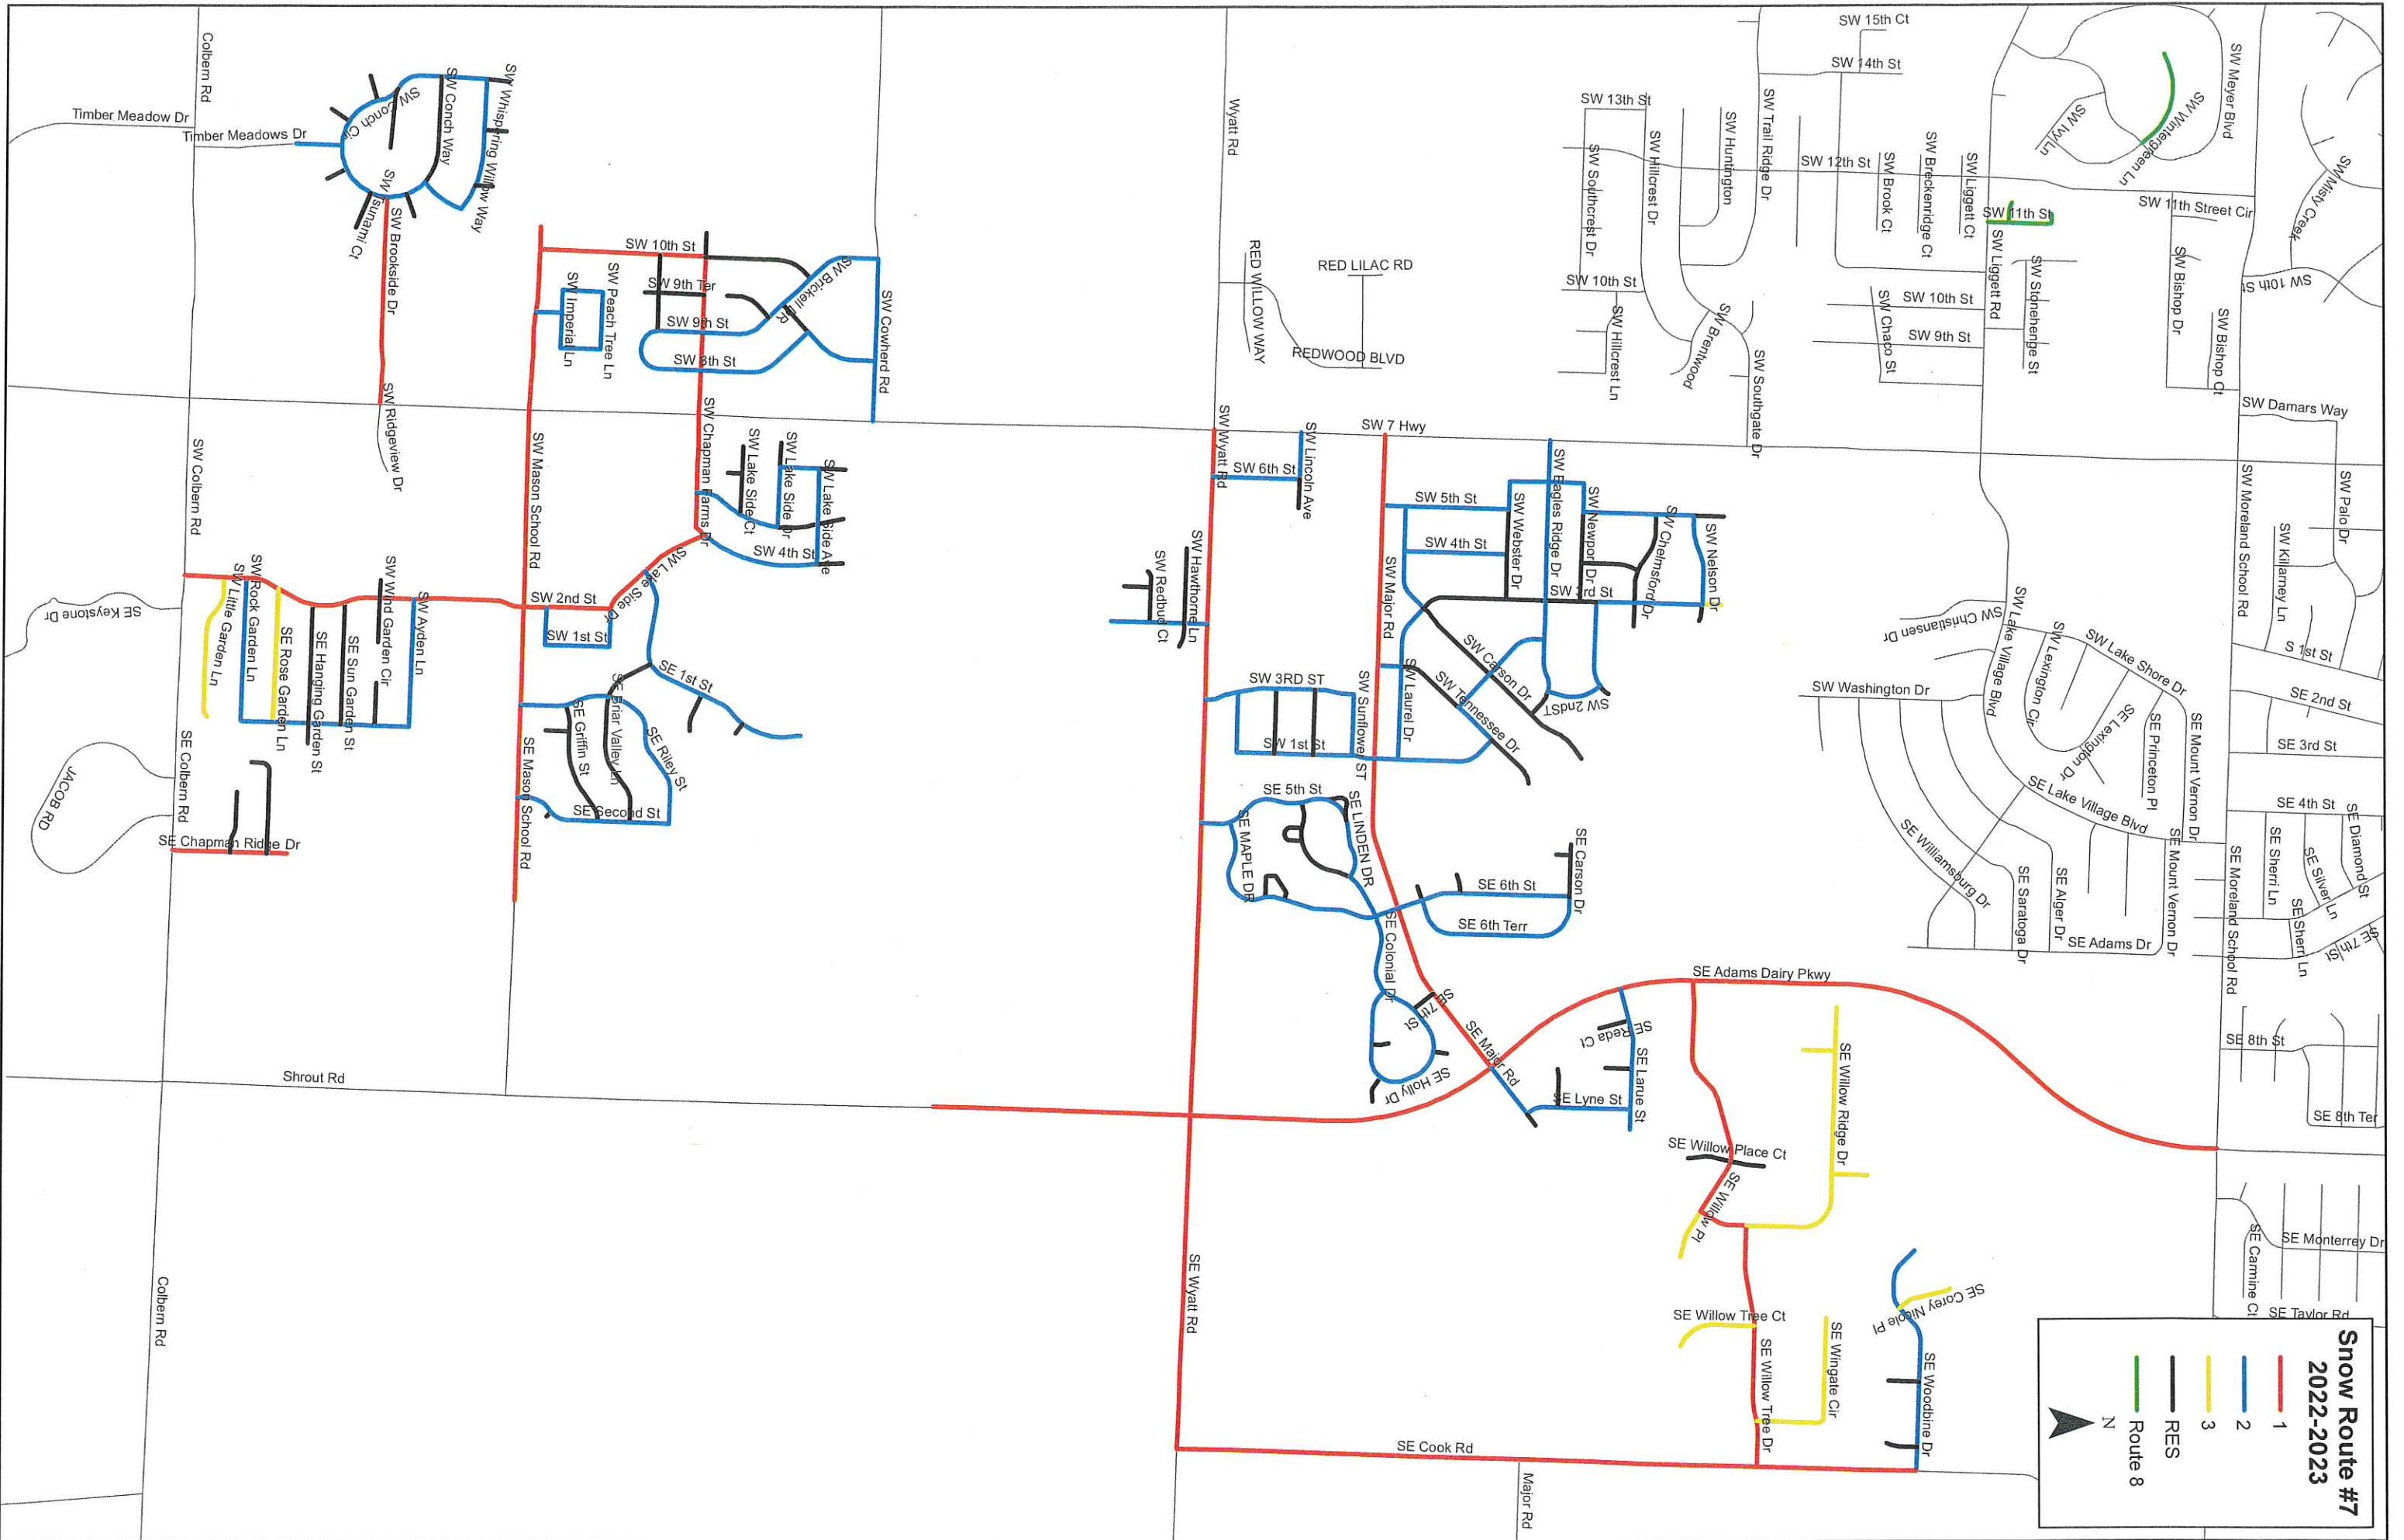 Snow Route #7
2022-2023
1
2
3
RES
Route 8
N
SW 15th Ct
SW 14th St
SW 13th St
SW Meyer Blvd
SW Wintergreen Ln
SW Ivy Ln
SW Misty Creek
Colbern Rd
Timber Meadow Dr
Timber Meadows Dr
SW Conch Cir
SW Conch Way
SW Whispering Willow Way
SW Tsunami Ct
SW Brookside Dr
SW Ridgeview Dr
Wyatt Rd
SW Trail Ridge Dr
SW Huntington
SW Hillcrest Dr
SW Southcrest Dr
SW 12th St
SW Brook Ct
SW Breckenridge Ct
SW Liggett Ct
SW 11th St
SW 11th Street Cir
SW Liggett Rd
SW Stonehenge St
SW Bishop Dr
SW Bishop Ct
SW 10th St
SW 10th St
SW 10th St
SW 9th St
SW Chaco St
SW Hillcrest Ln
SW Brentwood
SW Southgate Dr
SW Damars Way
RED WILLOW WAY
RED LILAC RD
REDWOOD BLVD
SW 10th St
SW 9th Ter
SW 9th St
SW 8th St
SW Brickell DR
SW Cowherd Rd
SW Peach Tree Ln
SW Imperial Ln
SW Chapman Farms Dr
SW Mason School Rd
SW Colbern Rd
SW Lake Side Ct
SW Lake Side Dr
SW Lake Side Ave
SW 4th St
SW Lake Side Dr
SW 2nd St
SW 1st St
SE 1st St
SE Briar Valley Ln
SE Griffin St
SE Riley St
SE Second St
SE Mason School Rd
SW Little Garden Ln
SW Rock Garden Ln
SE Rose Garden Ln
SE Hanging Garden St
SE Sun Garden St
SW Wind Garden Cir
SW Ayden Ln
SE Keystone Dr
SE Colbern Rd
JACOB RD
SE Chapman Ridge Dr
Shrout Rd
Colbern Rd
SW 7 Hwy
SW Wyatt Rd
SW 6th St
SW Lincoln Ave
SW Hawthorne Ln
SW Redbud Ct
SW 5th St
SW 4th St
SW Major Rd
SW Webster Dr
SW Eagles Ridge Dr
SW Newport Dr
SW Chelmsford Dr
SW Nelson Dr
SW 3rd St
SW Carson Dr
SW Tennessee Dr
SW 2ndST
SW Laurel Dr
SW Sunflower ST
SW 3RD ST
SW 1st St
SE 5th St
SE LINDEN DR
SE MAPLE DR
SE 6th St
SE 6th Terr
SE Carson Dr
SE Colonial Dr
SE 7th St
SE Holly Dr
SE Major Rd
SE Adams Dairy Pkwy
SE Reda Ct
SE Larue St
SE Lyne St
SE Willow Ridge Dr
SE Willow Place Ct
SE Willow Pl
SE Willow Tree Ct
SE Willow Tree Dr
SE Wingate Cir
SE Corey Nicole Pl
SE Woodbine Dr
SE Wyatt Rd
SE Cook Rd
Major Rd
SW Moreland School Rd
SW Palo Dr
SW Killarney Ln
S 1st St
SE 2nd St
SE 3rd St
SE 4th St
SE Diamond St
SE Silver Ln
SE Sherri Ln
SE Sherri Ln
SE 7th St
SE Moreland School Rd
SE 8th St
SE 8th Ter
SE Monterrey Dr
SE Carmine Ct
SE Taylor Rd
SW Christiansen Dr
SW Lake Village Blvd
SW Lexington Cir
SW Lake Shore Dr
SW Washington Dr
SE Lexington Dr
SE Princeton Pl
SE Mount Vernon Dr
SE Lake Village Blvd
SE Mount Vernon Dr
SE Williamsburg Dr
SE Saratoga Dr
SE Alger Dr
SE Adams Dr